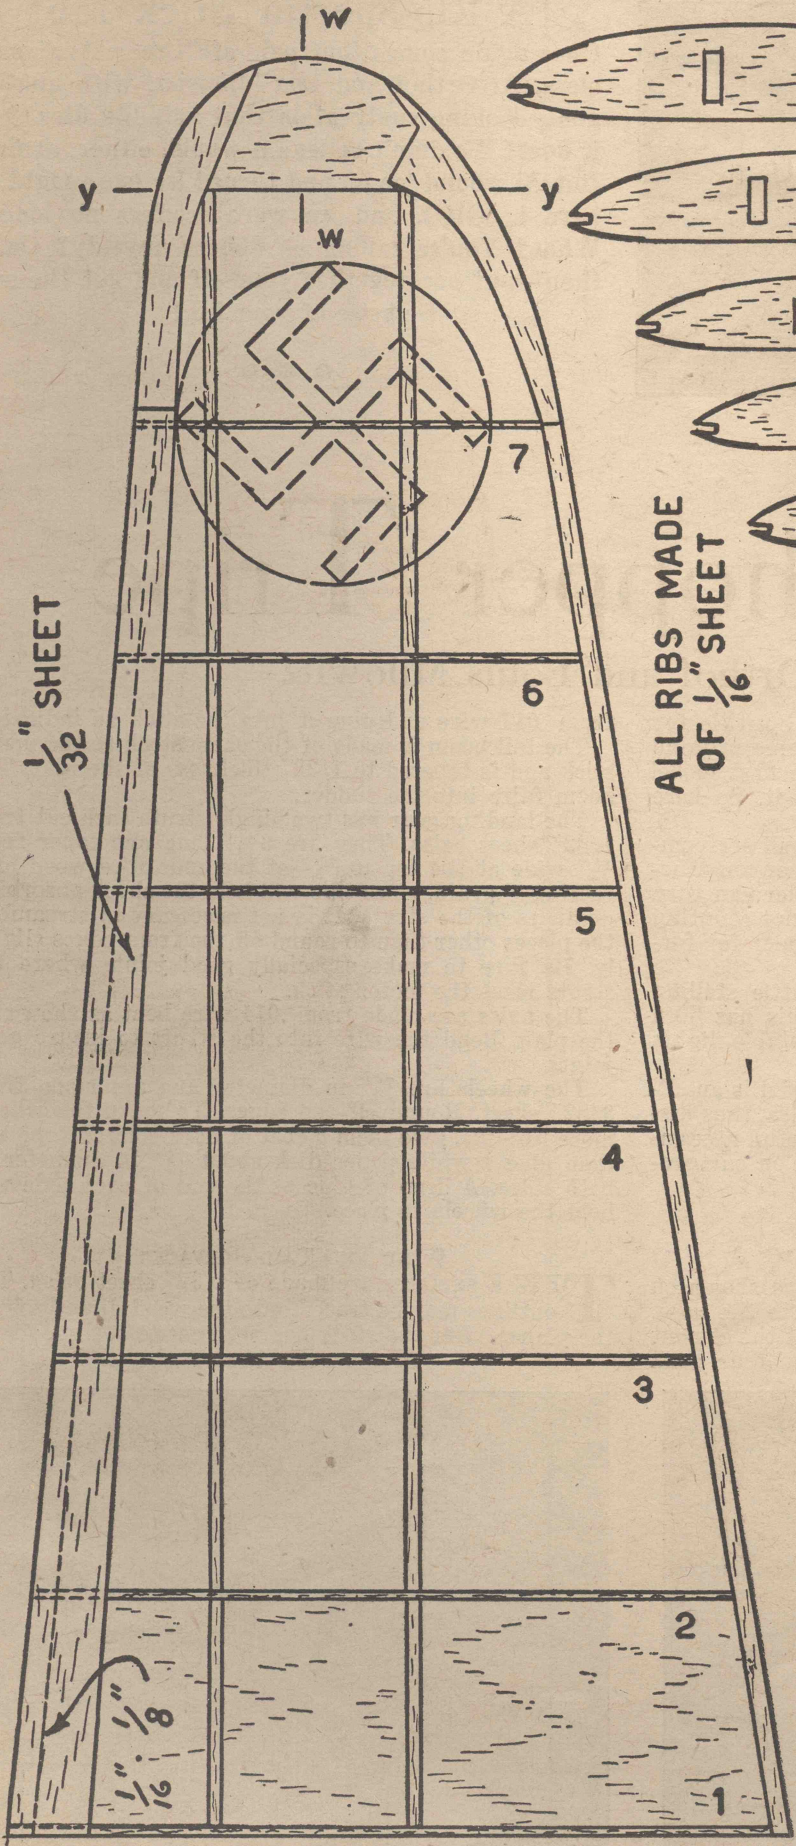 w
y
y
w
7
1/32" SHEET
ALL RIBS MADE
OF 1/16" SHEET
6
5
4
3
2
1/16" . 1/8"
1